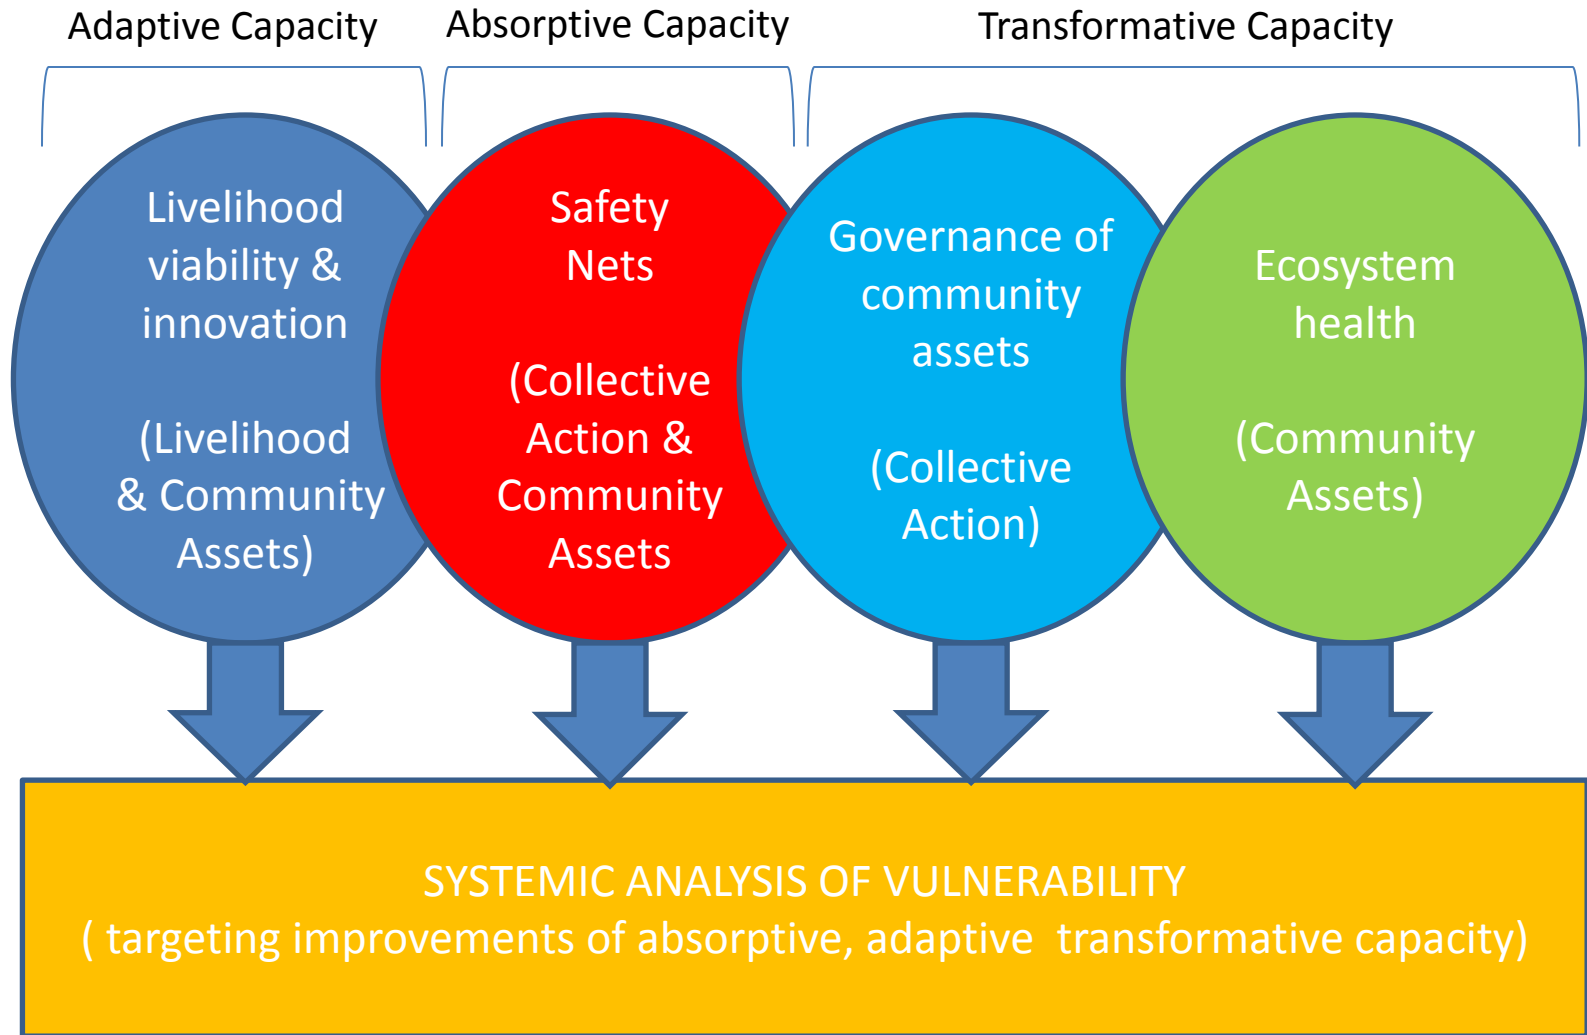 Adaptive Capacity
Absorptive Capacity
Transformative Capacity
Livelihood
viability &
innovation
(Livelihood
& Community
Assets)
Safety
Nets
(Collective
Action &
Community
Assets
Governance of
community
assets
(Collective
Action)
Ecosystem
health
(Community
Assets)
SYSTEMIC ANALYSIS OF VULNERABILITY
( targeting improvements of absorptive, adaptive  transformative capacity)